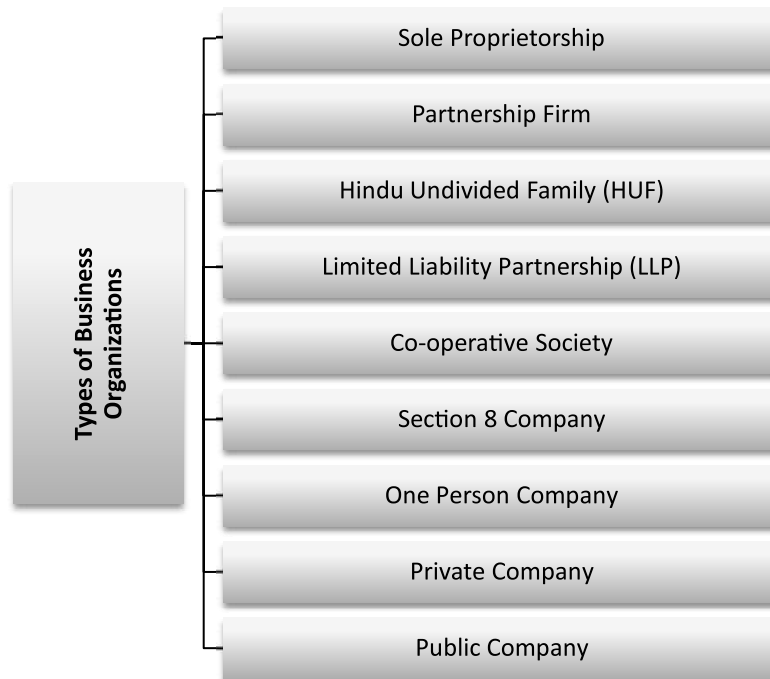 Types of Business
Organizations
Sole Proprietorship
Partnership Firm
Hindu Undivided Family (HUF)
Limited Liability Partnership (LLP)
Co-operative Society
Section 8 Company
One Person Company
Private Company
Public Company